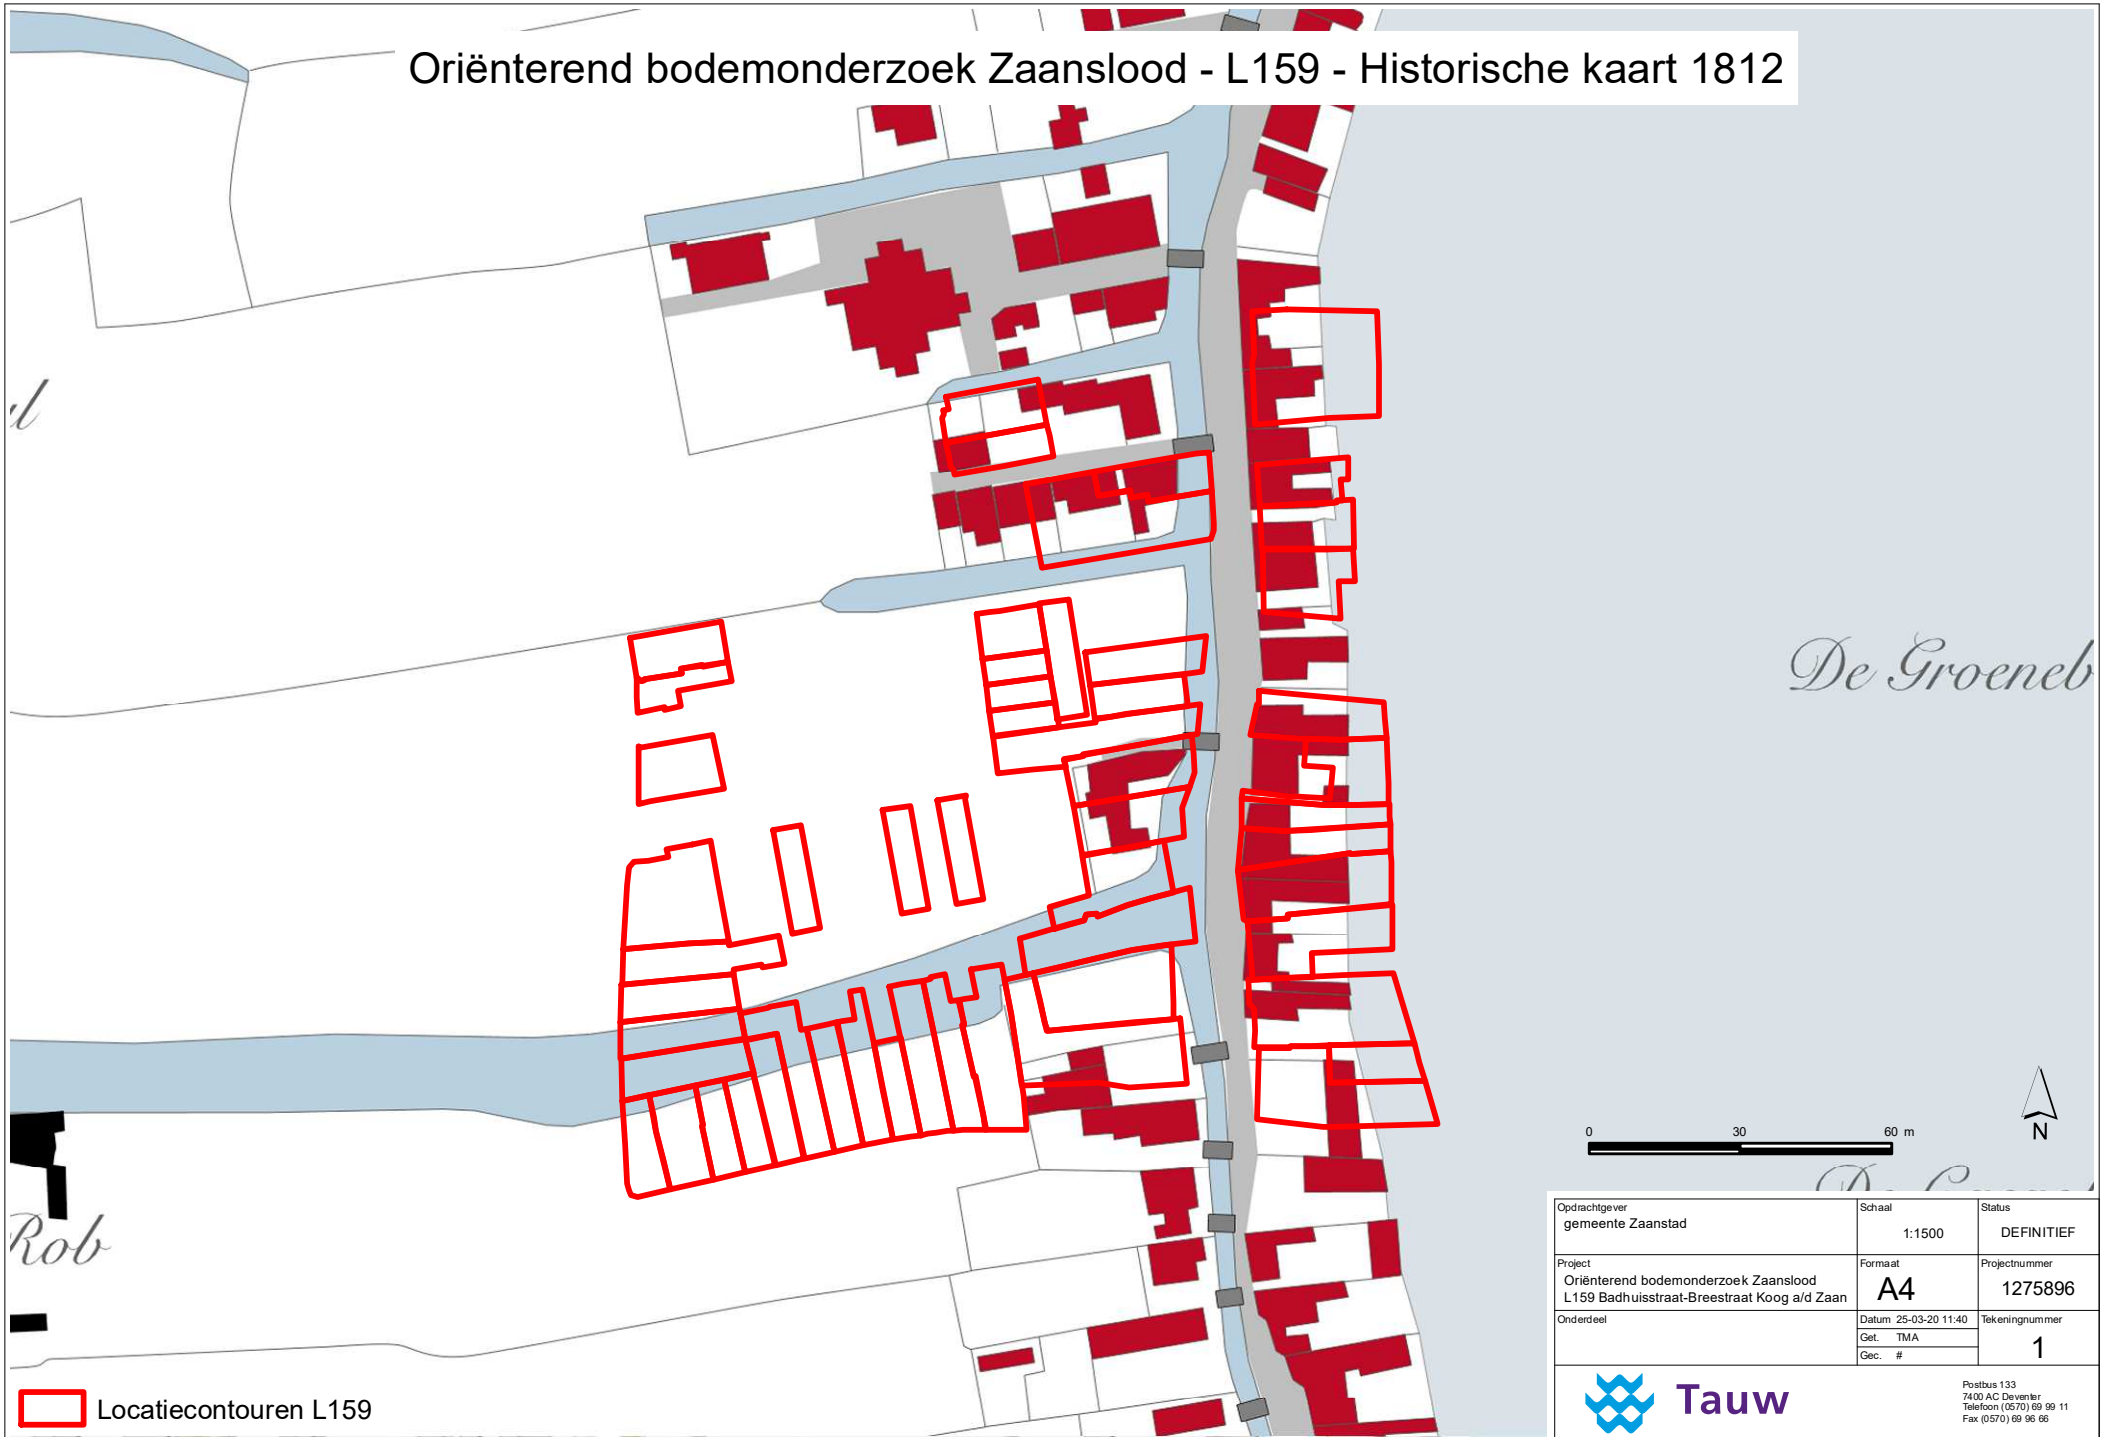 Oriënterend bodemonderzoek Zaanslood - L159 - Historische kaart 1812
De Groeneb
Rob
0 30 60 m
N
Opdrachtgever
gemeente Zaanstad
Schaal
1:1500
Status
DEFINITIEF
Project
Oriënterend bodemonderzoek Zaanslood
L159 Badhuisstraat-Breestraat Koog a/d Zaan
Formaat
A4
Projectnummer
1275896
Onderdeel
Datum 25-03-20 11:40
Get. TMA
Gec. #
Tekeningnummer
1
Locatiecontouren L159
Tauw
Postbus 133
7400 AC Deventer
Telefoon (0570) 69 99 11
Fax (0570) 69 96 66